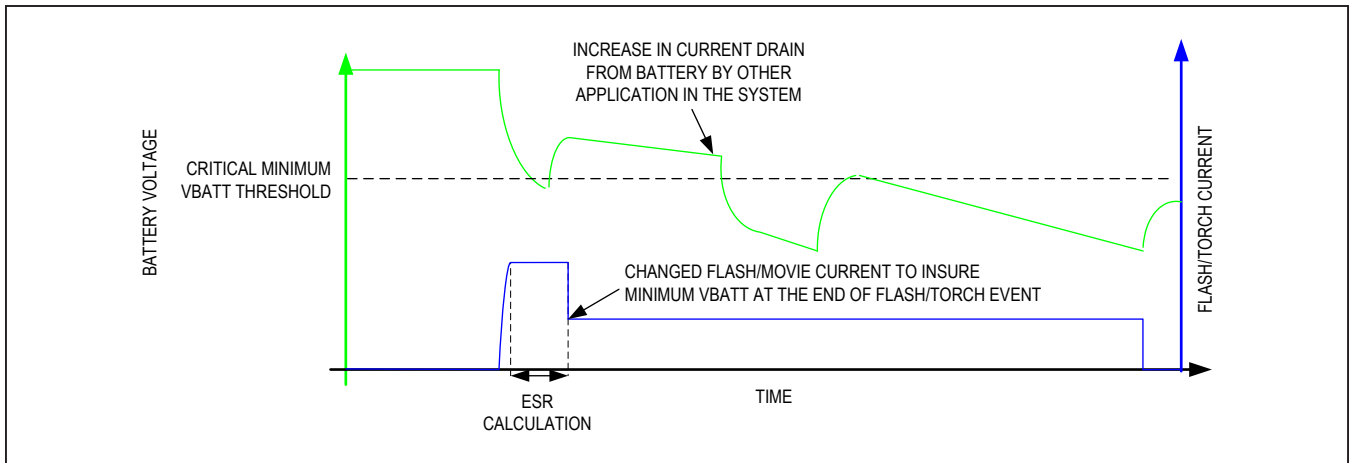 INCREASE IN CURRENT DRAIN
FROM BATTERY BY OTHER
APPLICATION IN THE SYSTEM
BATTERY VOLTAGE
CRITICAL MINIMUM
VBATT THRESHOLD
FLASH/TORCH CURRENT
CHANGED FLASH/MOVIE CURRENT TO INSURE
MINIMUM VBATT AT THE END OF FLASH/TORCH EVENT
ESR
CALCULATION
TIME